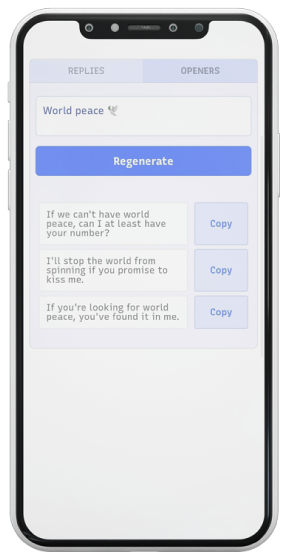 REPLIES OPENERS
World peace 🕊️
Regenerate
If we can't have world
peace, can I at least have
your number?
Copy
I'll stop the world from
spinning if you promise to
kiss me.
Copy
If you're looking for world
peace, you've found it in me.
Copy